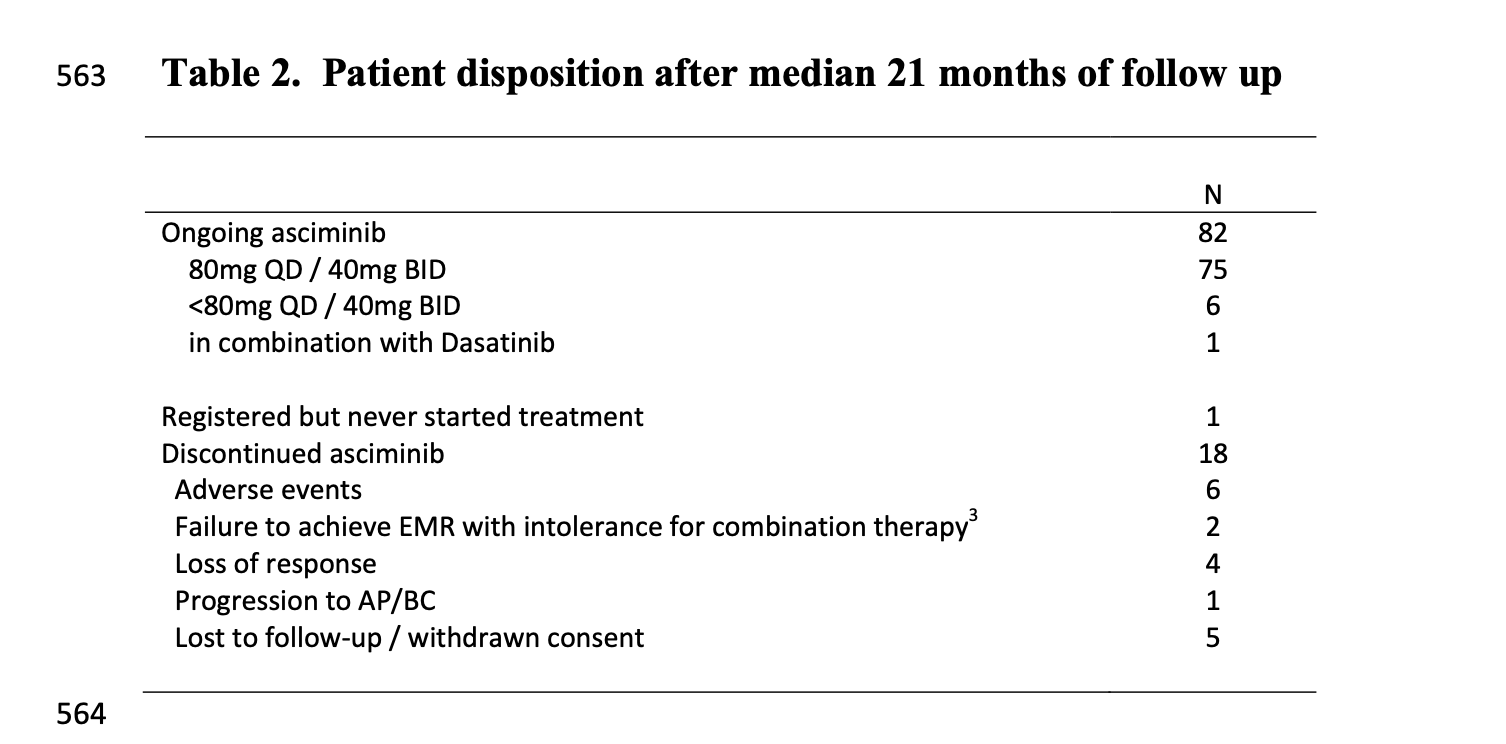 563 Table 2. Patient disposition after median 21 months of follow up
N
Ongoing asciminib 82
80mg QD / 40mg BID 75
<80mg QD / 40mg BID 6
in combination with Dasatinib 1
Registered but never started treatment 1
Discontinued asciminib 18
Adverse events 6
Failure to achieve EMR with intolerance for combination therapy³ 2
Loss of response 4
Progression to AP/BC 1
Lost to follow-up / withdrawn consent 5
564